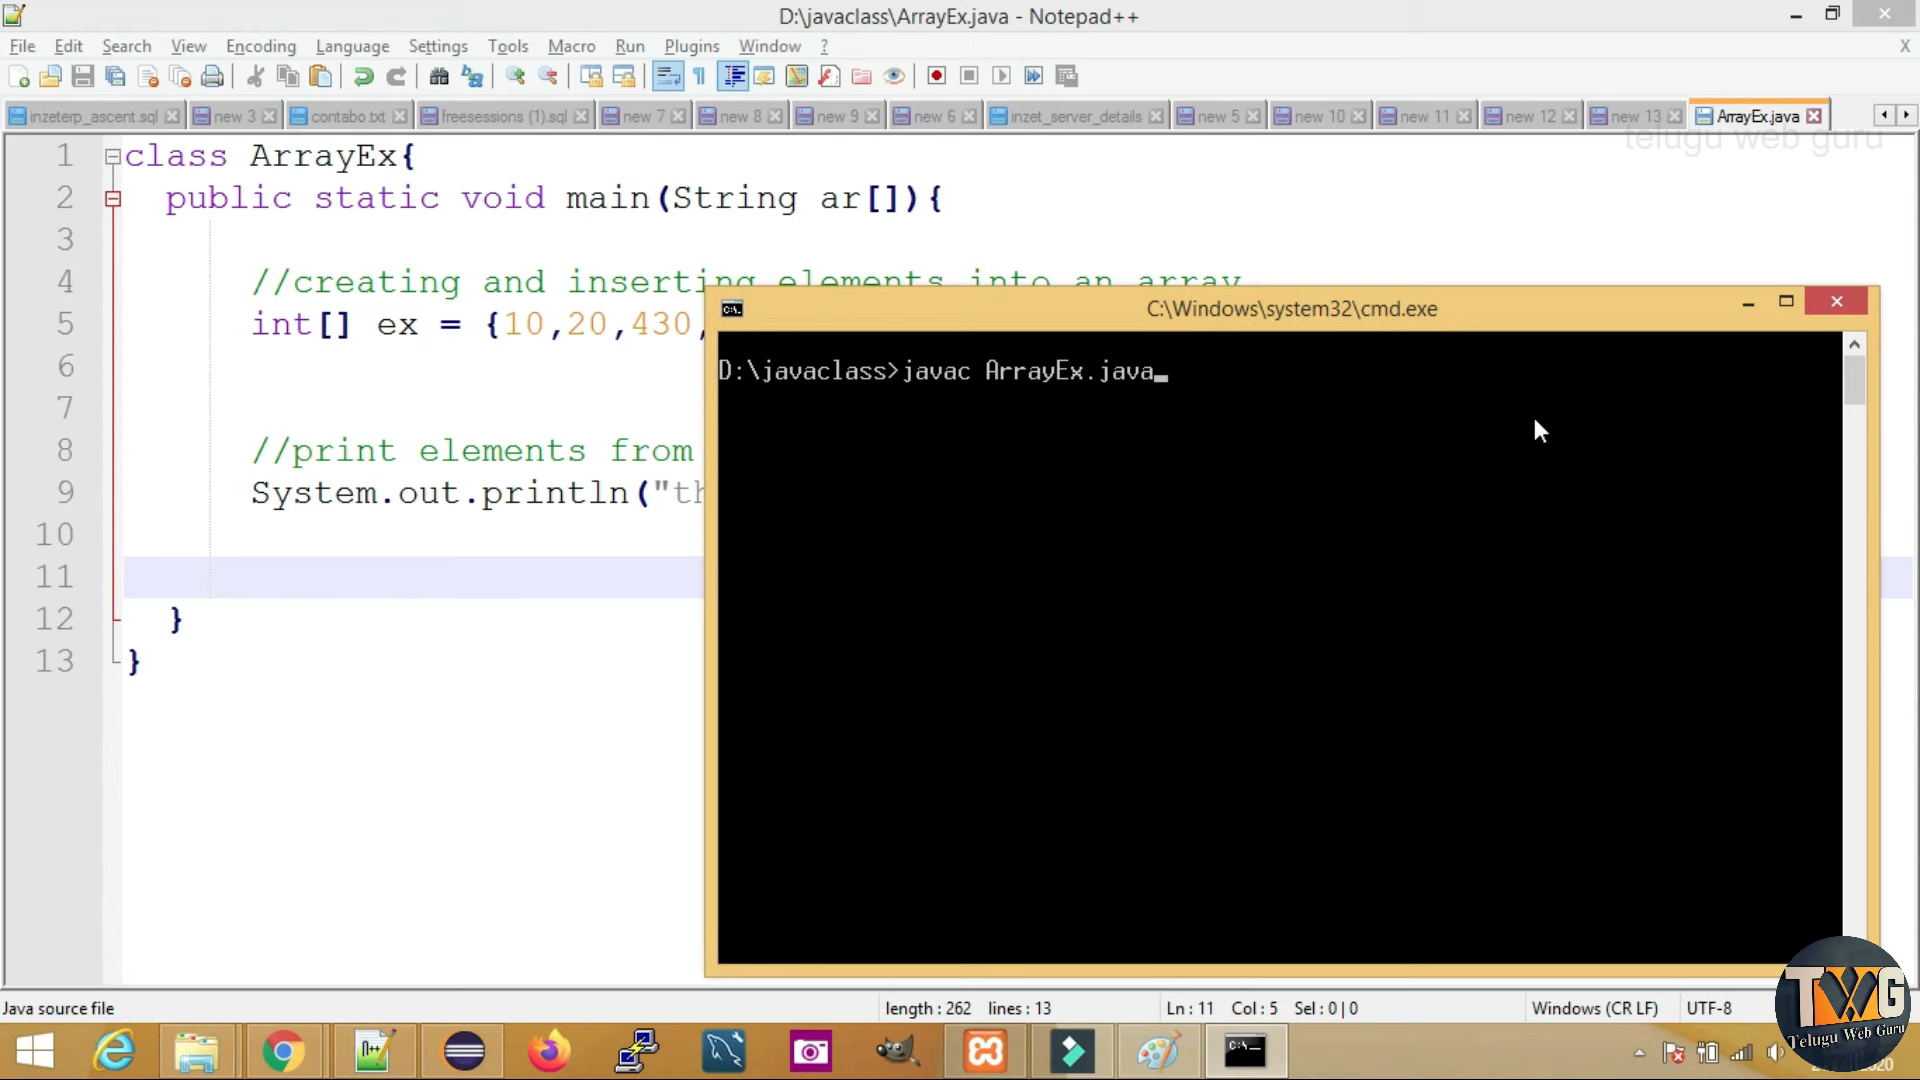 D:\javaclass\ArrayEx.java - Notepad++
File Edit Search View Encoding Language Settings Tools Macro Run Plugins Window ? X
inzeterp_ascent.sql new 3 contabo.txt freesessions (1).sql new 7 new 8 new 9 new 6 inzet_server_details new 5 new 10 new 11 new 12 new 13 ArrayEx.java
telugu web guru
1 class ArrayEx{
2 public static void main(String ar[]){
3
4 //creating and inserting elements into an array
5 int[] ex = {10,20,430,
6
7
8 //print elements from
9 System.out.println("th
10
11
12 }
13 }
C:\Windows\system32\cmd.exe
D:\javaclass>javac ArrayEx.java_
Java source file length : 262 lines : 13 Ln : 11 Col : 5 Sel : 0 | 0 Windows (CR LF) UTF-8
TWG
Telugu Web Guru